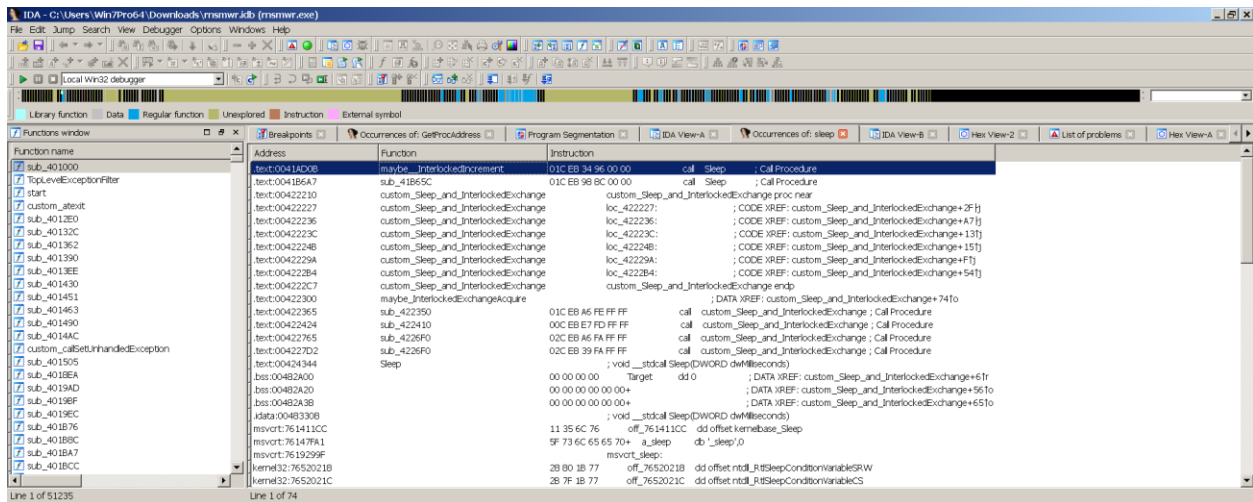 IDA - C:\Users\Win7Pro64\Downloads\rnsmwr.idb (rnsmwr.exe)
File Edit Jump Search View Debugger Options Windows Help
Local Win32 debugger
Library function Data Regular function Unexplored Instruction External symbol
Functions window Breakpoints Occurrences of: GetProcAddress Program Segmentation IDA View-A Occurrences of: sleep IDA View-B Hex View-2 List of problems Hex View-A
Function name Address Function Instruction
sub_401000 .text:0041AD0B maybe__InterlockedIncrement 01C EB 34 96 00 00 call Sleep ; Call Procedure
TopLevelExceptionFilter .text:0041B6A7 sub_41B65C 01C EB 98 BC 00 00 call Sleep ; Call Procedure
start .text:00422210 custom_Sleep_and_InterlockedExchange custom_Sleep_and_InterlockedExchange proc near
custom_atexit .text:00422227 custom_Sleep_and_InterlockedExchange loc_422227: ; CODE XREF: custom_Sleep_and_InterlockedExchange+2F↓j
sub_4012E0 .text:00422236 custom_Sleep_and_InterlockedExchange loc_422236: ; CODE XREF: custom_Sleep_and_InterlockedExchange+A7↓j
sub_40132C .text:0042223C custom_Sleep_and_InterlockedExchange loc_42223C: ; CODE XREF: custom_Sleep_and_InterlockedExchange+13↑j
sub_401362 .text:0042224B custom_Sleep_and_InterlockedExchange loc_42224B: ; CODE XREF: custom_Sleep_and_InterlockedExchange+15↑j
sub_401390 .text:0042229A custom_Sleep_and_InterlockedExchange loc_42229A: ; CODE XREF: custom_Sleep_and_InterlockedExchange+F↑j
sub_4013EE .text:004222B4 custom_Sleep_and_InterlockedExchange loc_4222B4: ; CODE XREF: custom_Sleep_and_InterlockedExchange+54↑j
sub_401430 .text:004222C7 custom_Sleep_and_InterlockedExchange custom_Sleep_and_InterlockedExchange endp
sub_401451 .text:00422300 maybe_InterlockedExchangeAcquire ; DATA XREF: custom_Sleep_and_InterlockedExchange+74↑o
sub_401463 .text:00422365 sub_422350 01C EB A6 FE FF FF call custom_Sleep_and_InterlockedExchange ; Call Procedure
sub_401490 .text:00422424 sub_422410 00C EB E7 FD FF FF call custom_Sleep_and_InterlockedExchange ; Call Procedure
sub_4014AC .text:00422765 sub_4226F0 02C EB A6 FA FF FF call custom_Sleep_and_InterlockedExchange ; Call Procedure
custom_callSetUnhandledException .text:004227D2 sub_4226F0 02C EB 39 FA FF FF call custom_Sleep_and_InterlockedExchange ; Call Procedure
sub_401505 .text:00424344 Sleep ; void __stdcall Sleep(DWORD dwMilliseconds)
sub_4018EA .bss:00482A00 00 00 00 00 Target dd 0 ; DATA XREF: custom_Sleep_and_InterlockedExchange+6↑r
sub_4019AD .bss:00482A20 00 00 00 00 00 00+ ; DATA XREF: custom_Sleep_and_InterlockedExchange+56↑o
sub_4019BF .bss:00482A38 00 00 00 00 00 00+ ; DATA XREF: custom_Sleep_and_InterlockedExchange+65↑o
sub_4019EC .idata:00483308 ; void __stdcall Sleep(DWORD dwMilliseconds)
sub_401B76 msvcrt:761411CC 11 35 6C 76 off_761411CC dd offset kernelbase_Sleep
sub_401B8C msvcrt:76147FA1 5F 73 6C 65 65 70+ a_sleep db '_sleep',0
sub_401BA7 msvcrt:7619299F msvcrt_sleep:
sub_401BCC kernel32:7652021B 2B 80 1B 77 off_7652021B dd offset ntdll_RtlSleepConditionVariableSRW
kernel32:7652021C 2B 7F 1B 77 off_7652021C dd offset ntdll_RtlSleepConditionVariableCS
Line 1 of 51235 Line 1 of 74